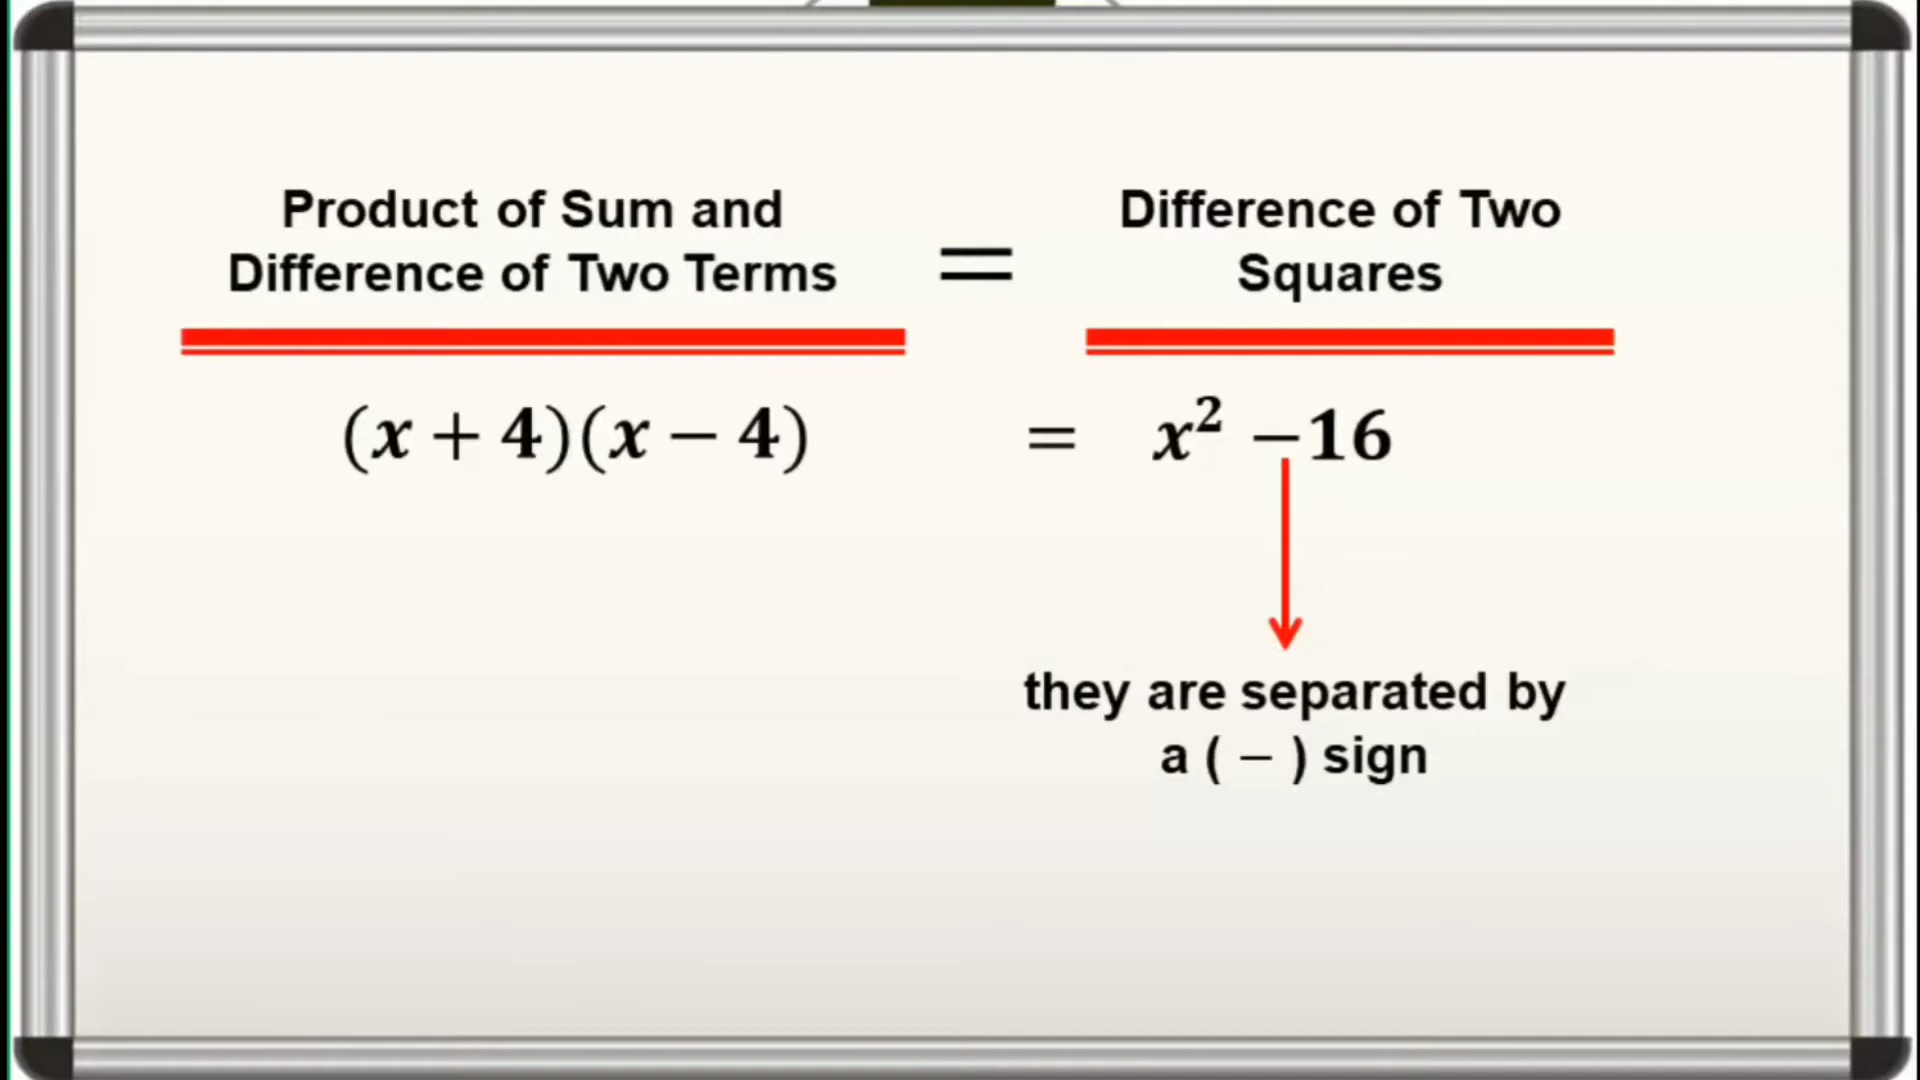 Product of Sum and
Difference of Two Terms
=
Difference of Two
Squares
(x + 4)(x − 4) = x² −16
they are separated by
a ( − ) sign